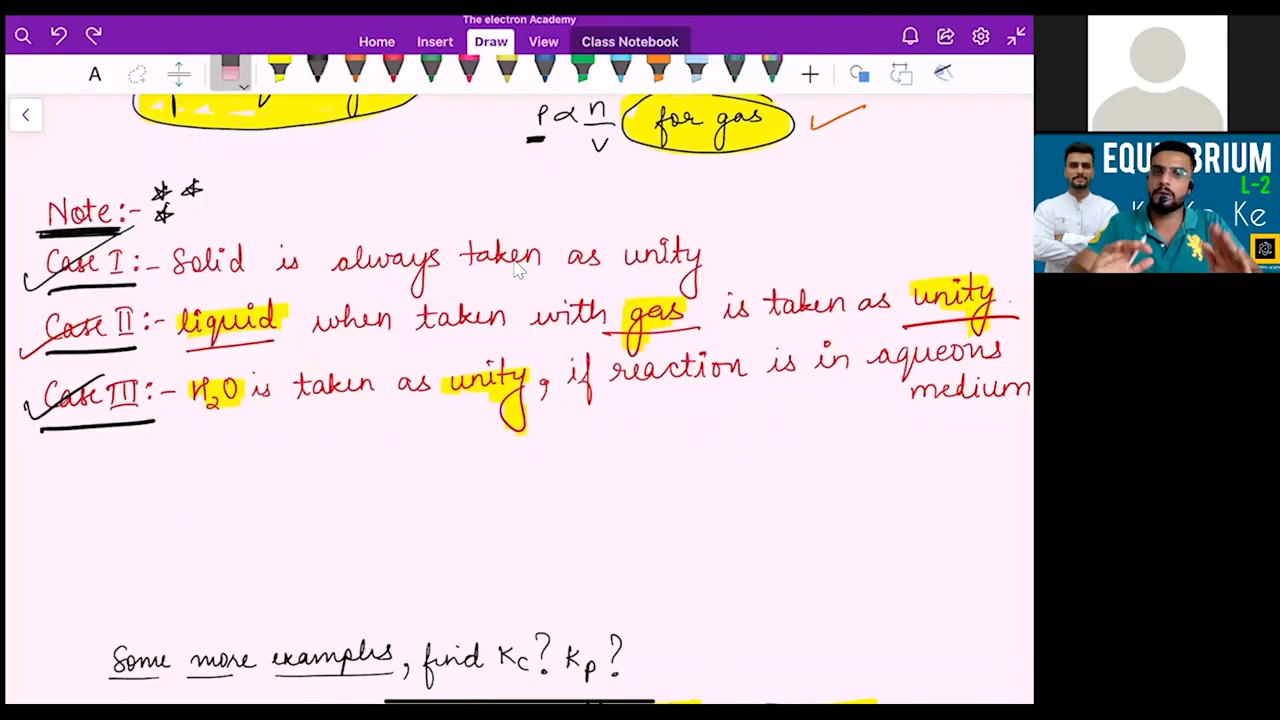 The electron Academy
Home Insert Draw View Class Notebook
A
p ∝ n/v for gas
EQUILIBRIUM
L-2
Ke
Note:-
Case I :- Solid is always taken as unity
Case II :- liquid when taken with gas is taken as unity.
Case III :- H₂O is taken as unity, if reaction is in aqueous
medium
Some more examples, find Kc? Kp?